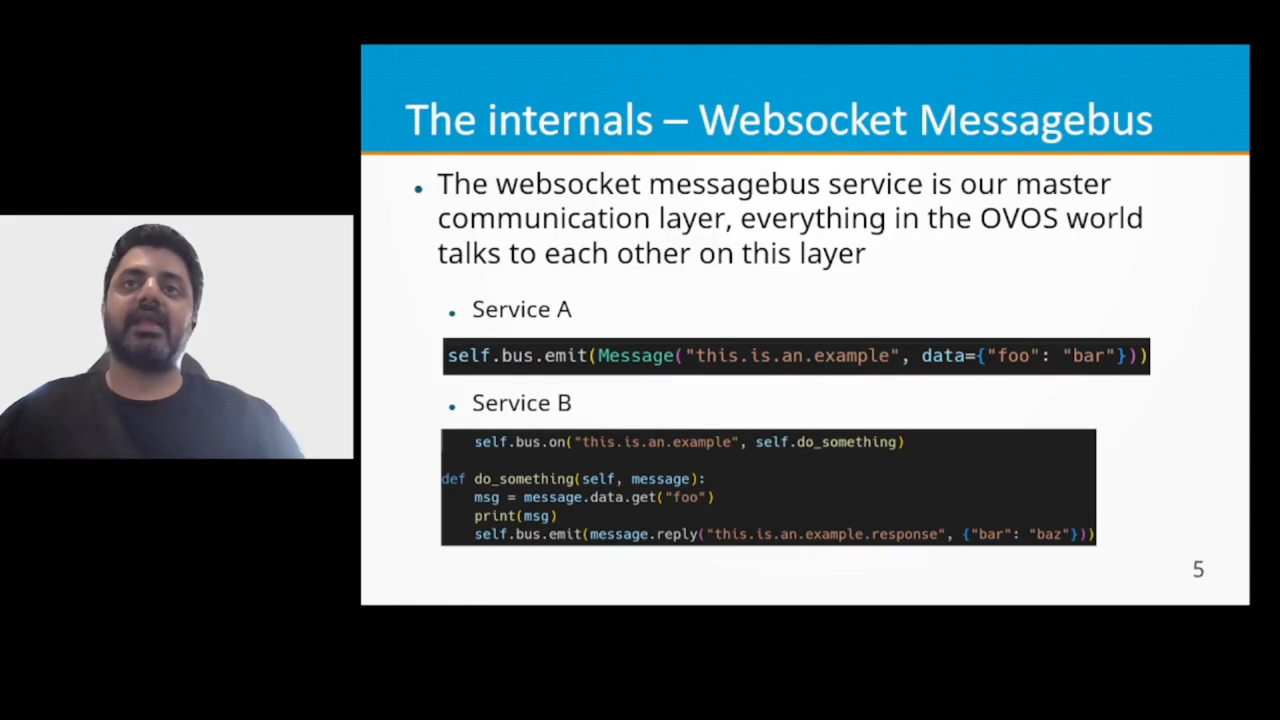 The internals – Websocket Messagebus
• The websocket messagebus service is our master
communication layer, everything in the OVOS world
talks to each other on this layer
• Service A
self.bus.emit(Message("this.is.an.example", data={"foo": "bar"}))
• Service B
self.bus.on("this.is.an.example", self.do_something)
def do_something(self, message):
msg = message.data.get("foo")
print(msg)
self.bus.emit(message.reply("this.is.an.example.response", {"bar": "baz"}))
5